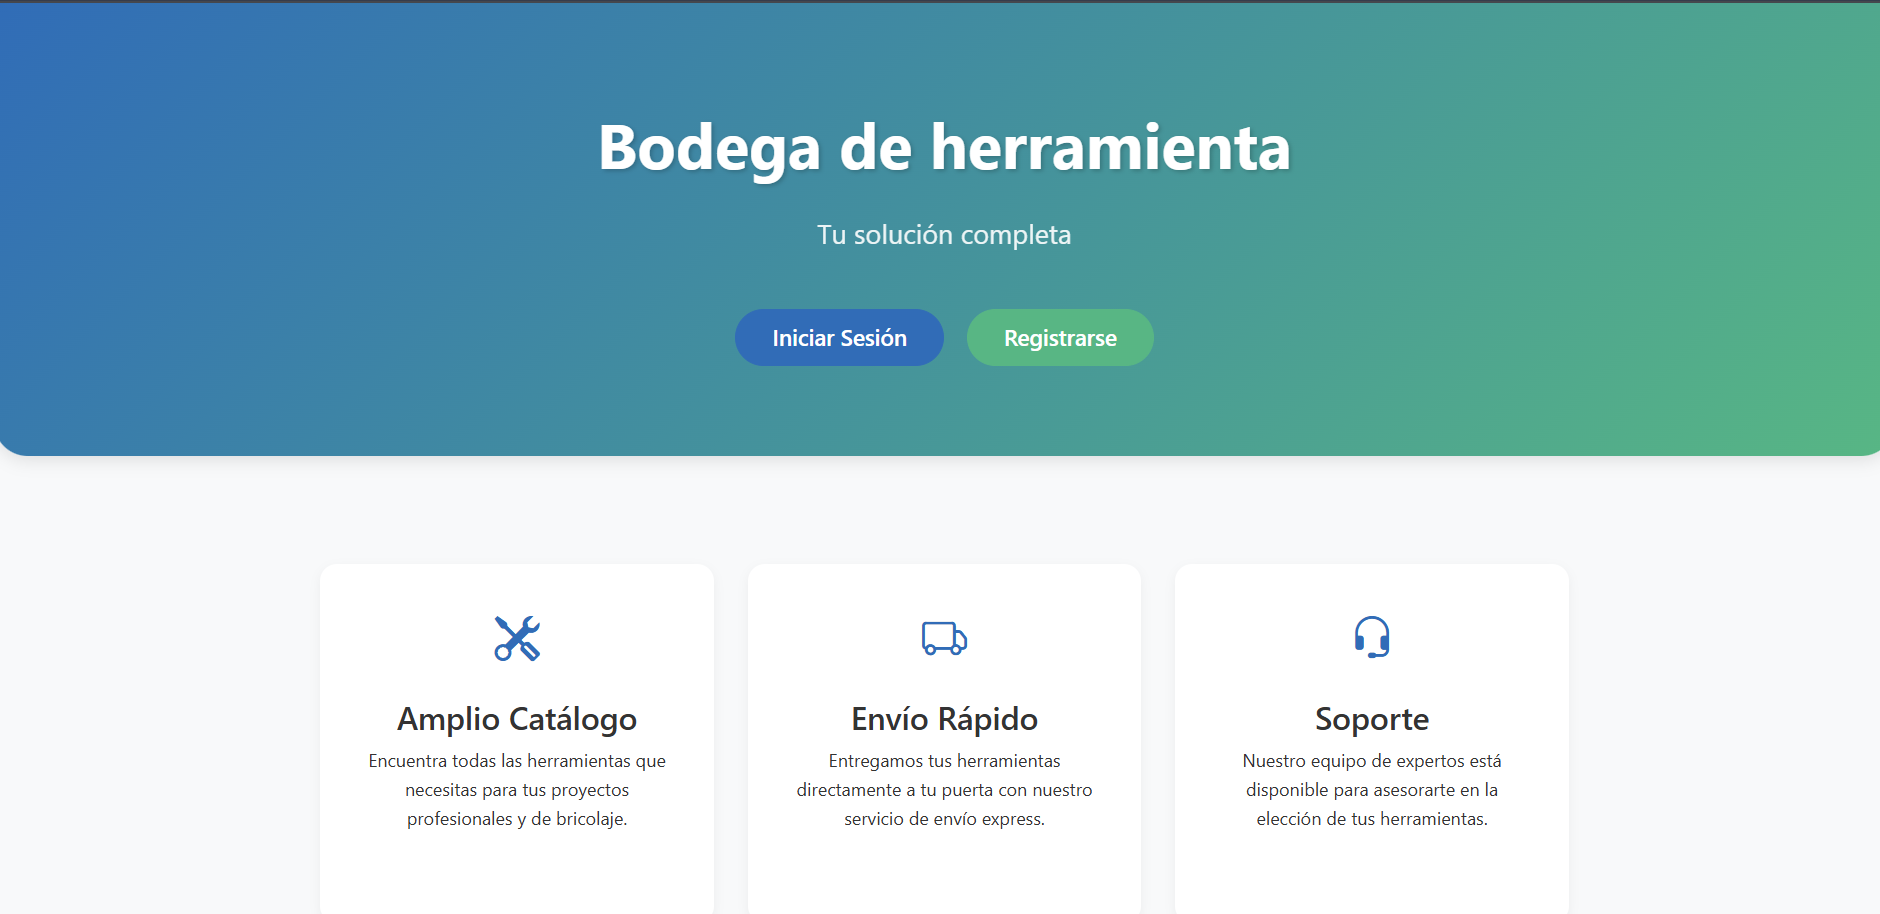 Bodega de herramienta
Tu solución completa
Iniciar Sesión
Registrarse
Amplio Catálogo
Encuentra todas las herramientas que
necesitas para tus proyectos
profesionales y de bricolaje.
Envío Rápido
Entregamos tus herramientas
directamente a tu puerta con nuestro
servicio de envío express.
Soporte
Nuestro equipo de expertos está
disponible para asesorarte en la
elección de tus herramientas.